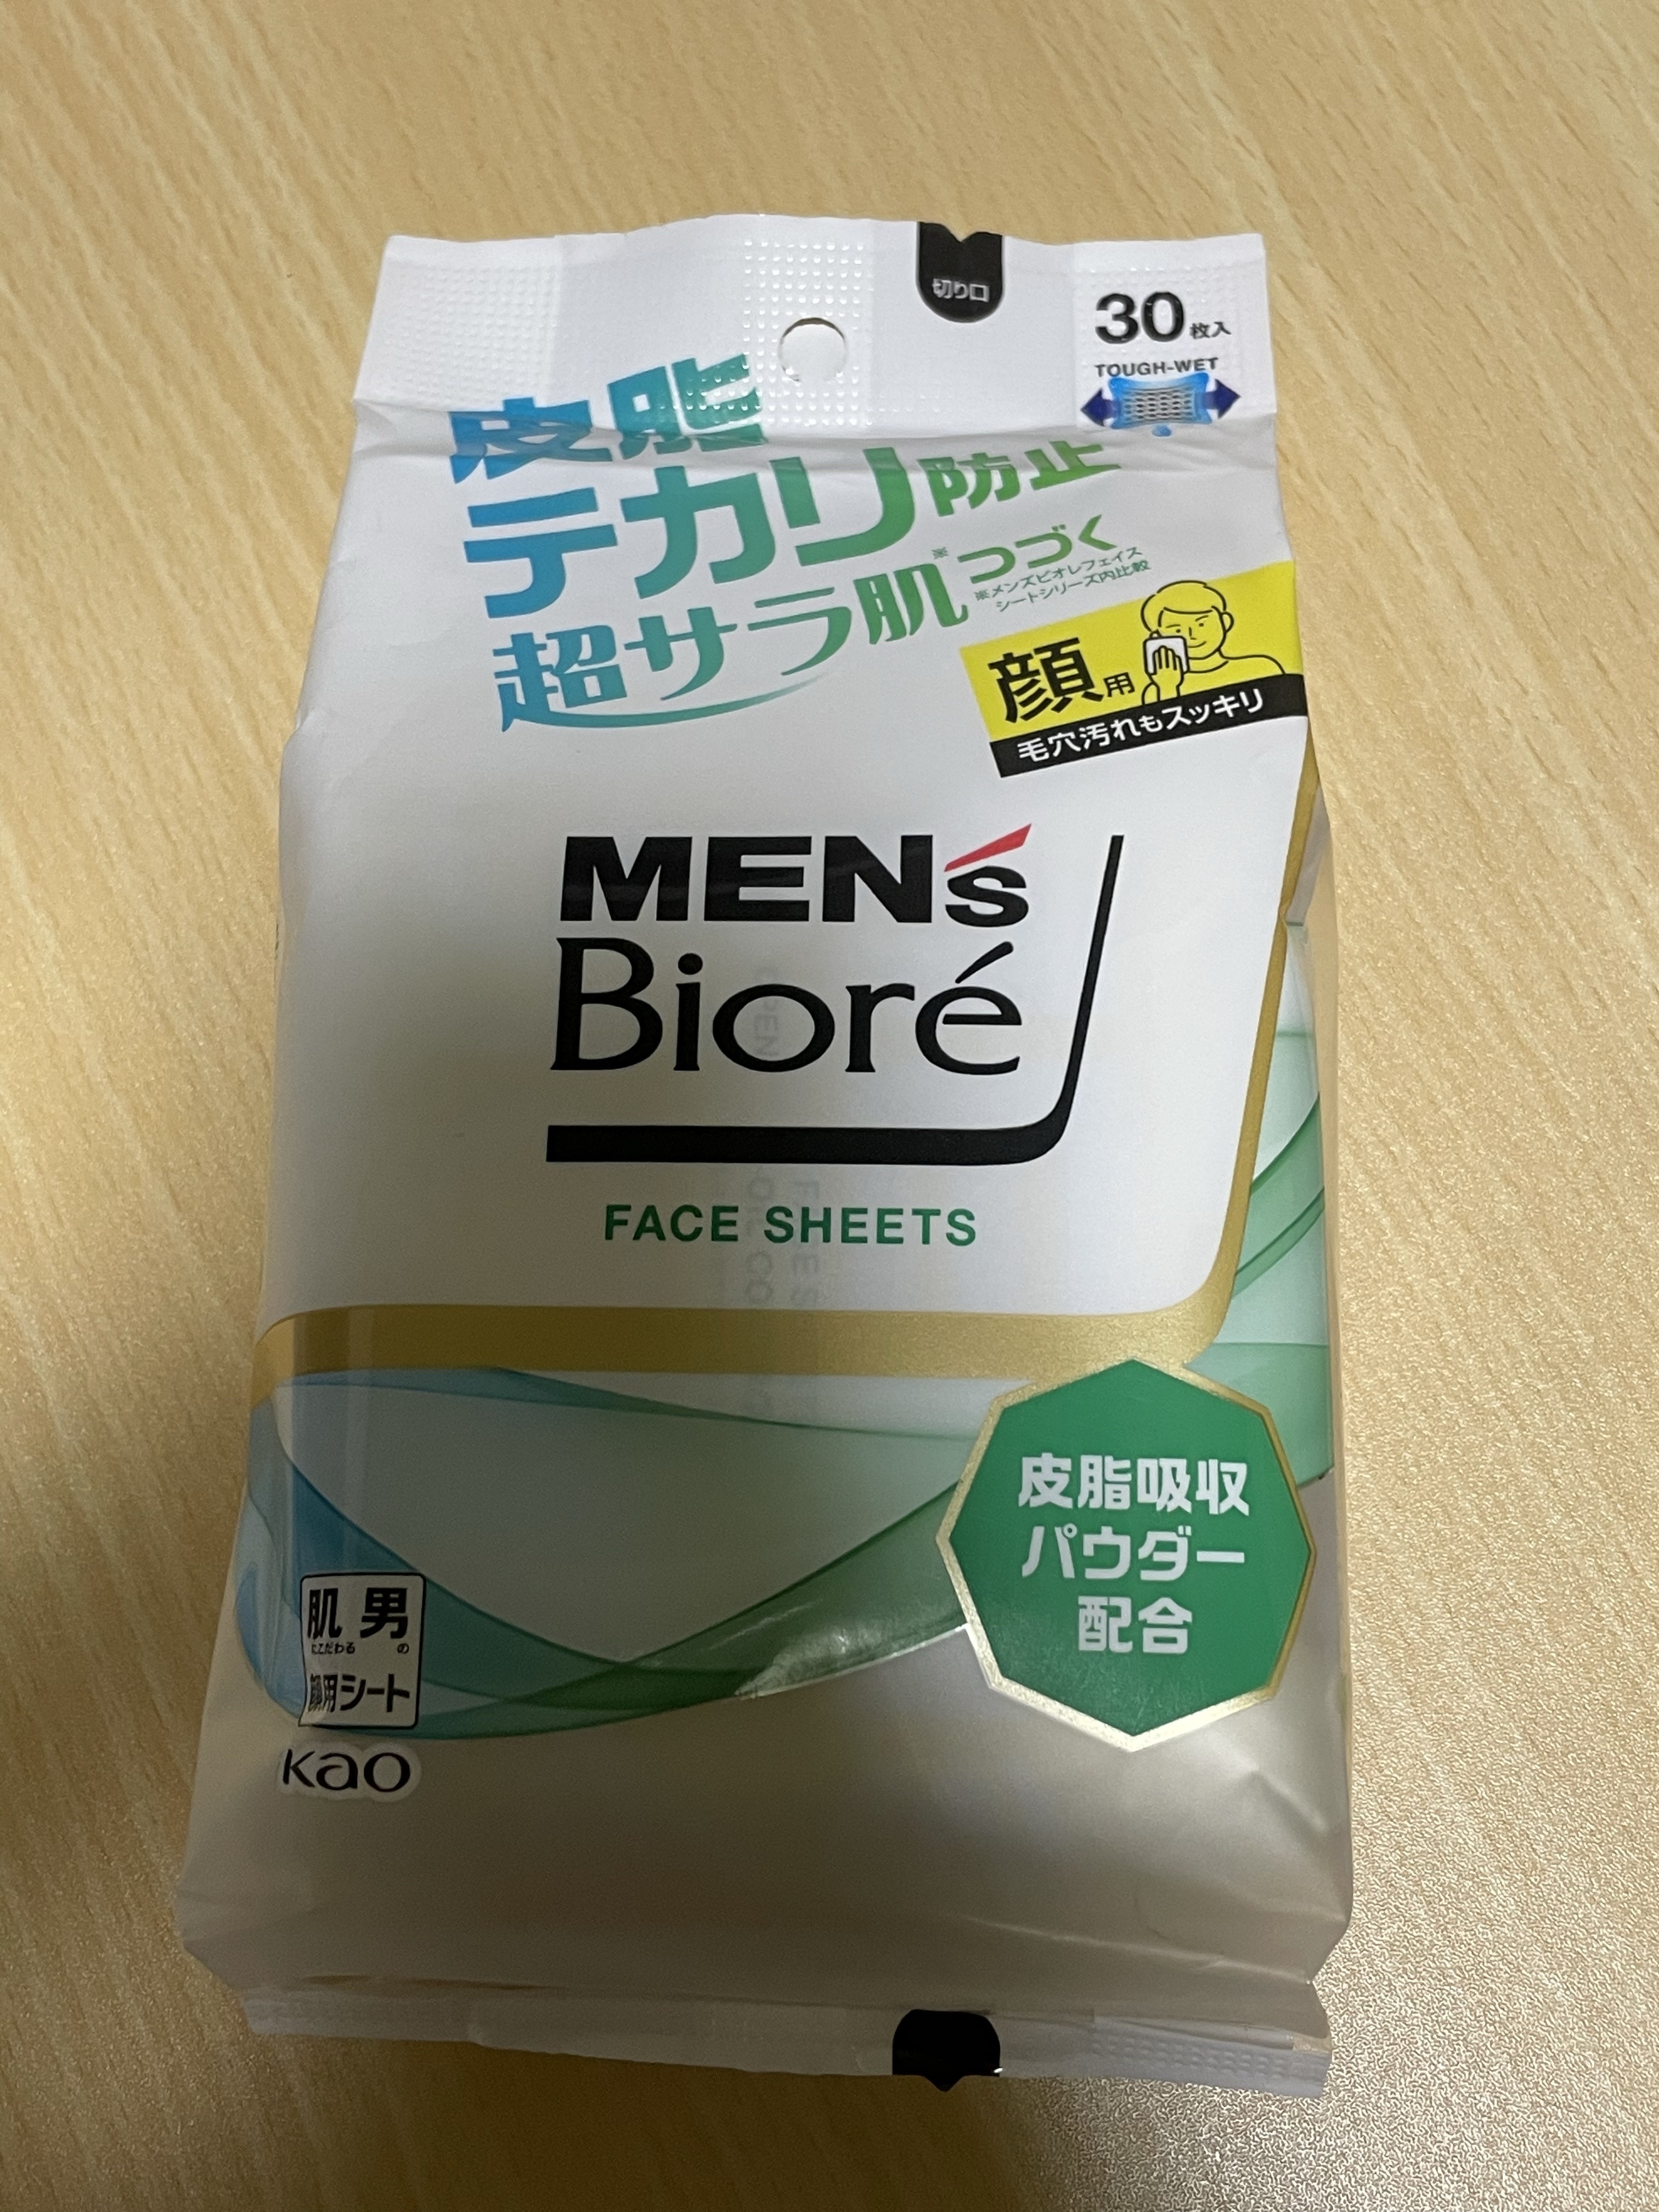 切り口
30枚入
TOUGH-WET
皮脂
テカリ防止
超サラ肌※つづく
※メンズビオレフェイス
シートシリーズ内比較
顔用
毛穴汚れもスッキリ
MEN's
Bioré
FACE SHEETS
皮脂吸収
パウダー
配合
肌 男
にこだわる の
顔用シート
kao